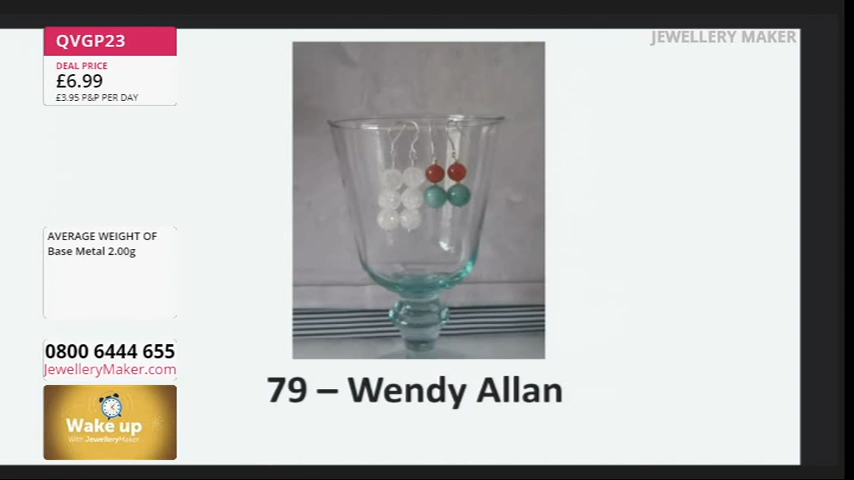 QVGP23
JEWELLERY MAKER
DEAL PRICE
£6.99
£3.95 P&P PER DAY
AVERAGE WEIGHT OF
Base Metal 2.00g
0800 6444 655
JewelleryMaker.com
Wake up
With JewelleryMaker
79 – Wendy Allan